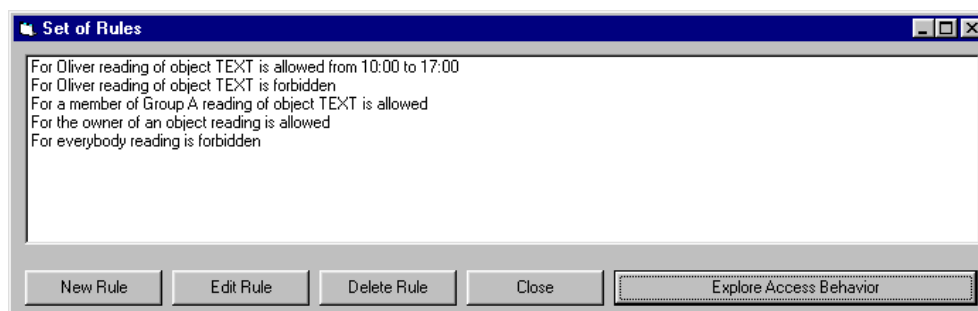 Set of Rules
For Oliver reading of object TEXT is allowed from 10:00 to 17:00
For Oliver reading of object TEXT is forbidden
For a member of Group A reading of object TEXT is allowed
For the owner of an object reading is allowed
For everybody reading is forbidden
New Rule Edit Rule Delete Rule Close Explore Access Behavior